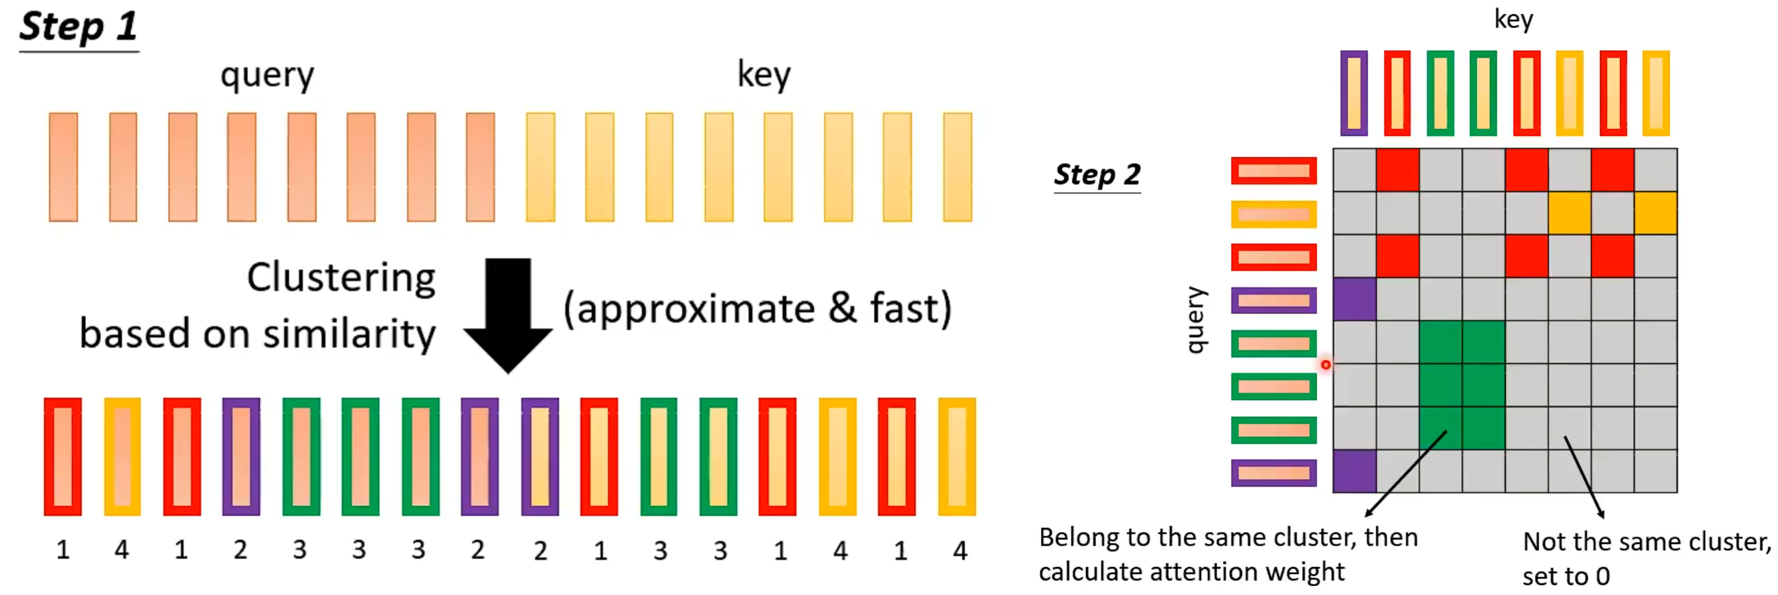 Step 1
query
key
Clustering
based on similarity
(approximate & fast)
1 4 1 2 3 3 3 2 2 1 3 3 1 4 1 4
key
Step 2
query
Belong to the same cluster, then
calculate attention weight
Not the same cluster,
set to 0